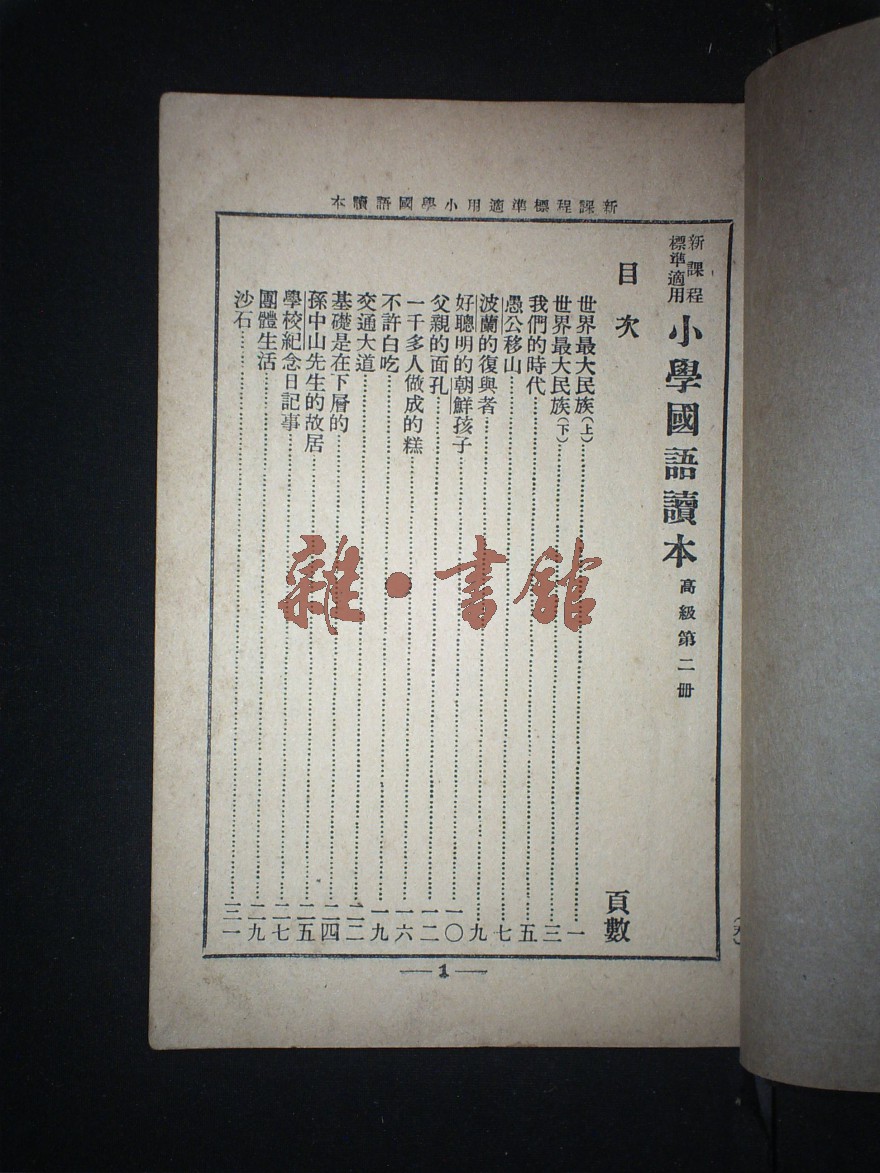 新課程標準適用小學國語讀本
新課程
標準適用
小學國語讀本 高級第二冊
目次 頁數
世界最大民族(上)……一
世界最大民族(下)……三
我們的時代……五
愚公移山……七
波蘭的復興者……九
好聰明的朝鮮孩子……一〇
父親的面孔……一二
一千多人做成的糕……一六
不許白吃……一九
交通大道……二二
基礎是在下層的……二四
孫中山先生的故居……二五
學校紀念日記事……二七
團體生活……二九
沙石……三一
—1—
雜·書館